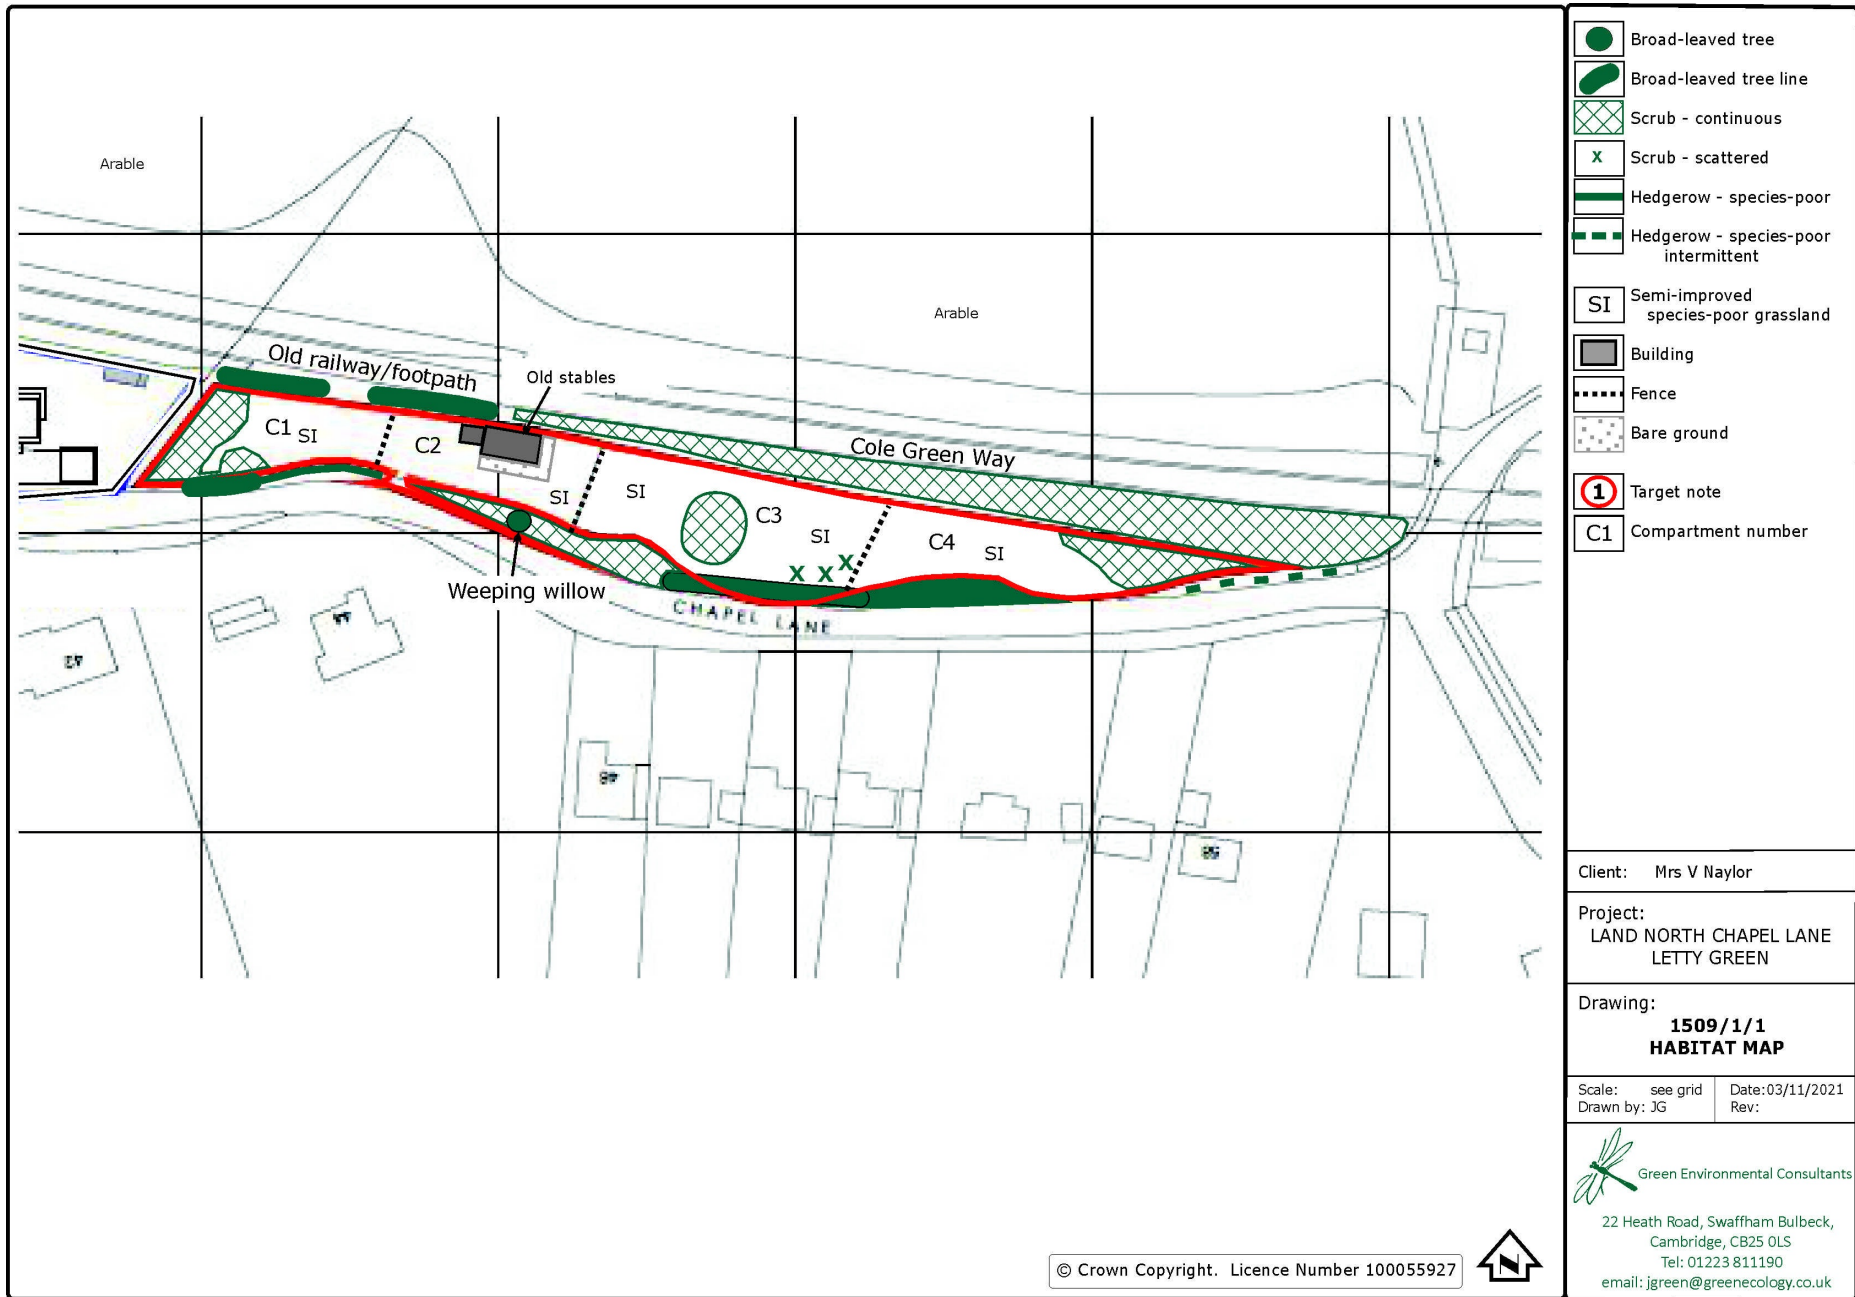 Arable
Arable
Old railway/footpath
Old stables
C1 SI
C2
SI
SI
C3
SI
C4
SI
Cole Green Way
X X X
Weeping willow
CHAPEL LANE
Broad-leaved tree
Broad-leaved tree line
Scrub - continuous
x Scrub - scattered
Hedgerow - species-poor
Hedgerow - species-poor
intermittent
SI Semi-improved
species-poor grassland
Building
Fence
Bare ground
1 Target note
C1 Compartment number
Client: Mrs V Naylor
Project:
LAND NORTH CHAPEL LANE
LETTY GREEN
Drawing:
1509/1/1
HABITAT MAP
Scale: see grid
Drawn by: JG
Date:03/11/2021
Rev:
Green Environmental Consultants
22 Heath Road, Swaffham Bulbeck,
Cambridge, CB25 0LS
Tel: 01223 811190
email: jgreen@greenecology.co.uk
© Crown Copyright. Licence Number 100055927
N